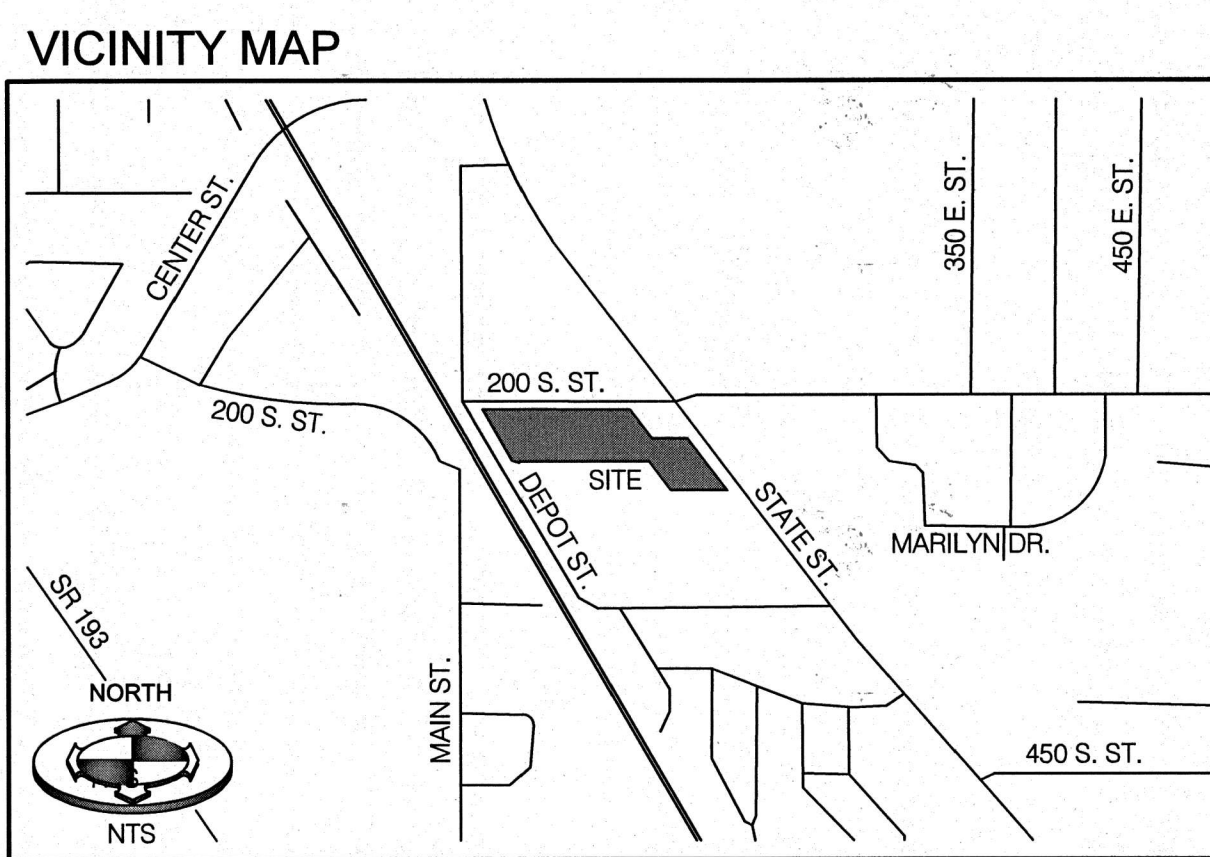 VICINITY MAP
CENTER ST.
350 E. ST.
450 E. ST.
200 S. ST.
200 S. ST.
SITE
DEPOT ST.
STATE ST.
MARILYN DR.
SR 193
MAIN ST.
NORTH
450 S. ST.
NTS